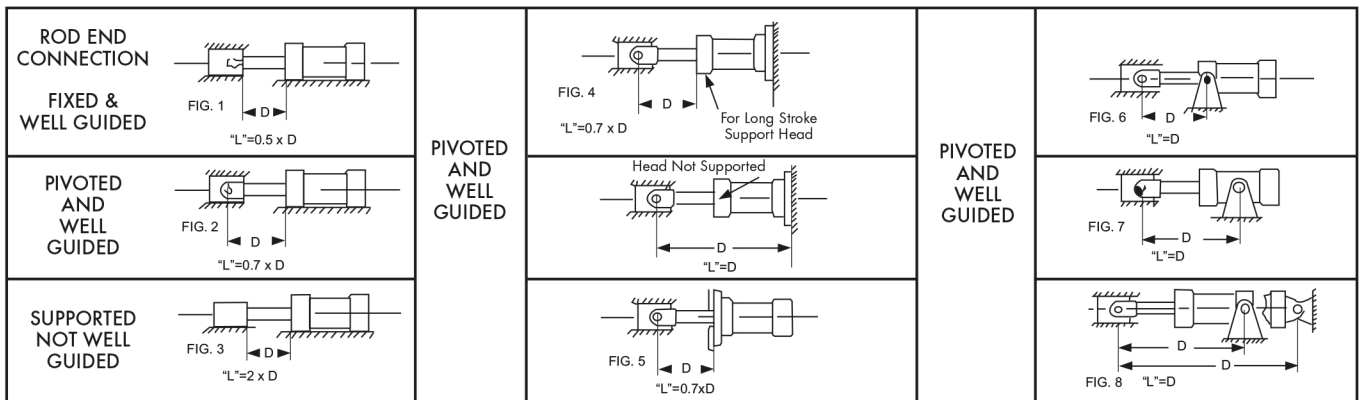 ROD END
CONNECTION
FIXED &
WELL GUIDED
FIG. 1
D
"L"=0.5 x D
PIVOTED
AND
WELL
GUIDED
FIG. 2
D
"L"=0.7 x D
SUPPORTED
NOT WELL
GUIDED
FIG. 3
D
"L"=2 x D
PIVOTED
AND
WELL
GUIDED
FIG. 4
D
"L"=0.7 x D
For Long Stroke
Support Head
Head Not Supported
D
"L"=D
FIG. 5
D
"L"=0.7xD
PIVOTED
AND
WELL
GUIDED
FIG. 6
D
"L"=D
FIG. 7
D
"L"=D
D
D
FIG. 8 "L"=D